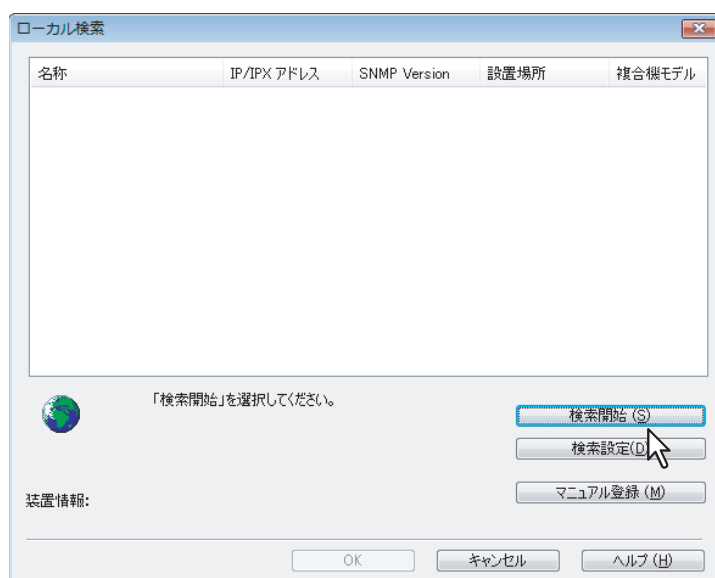 ローカル検索
名称 IP/IPX アドレス SNMP Version 設置場所 複合機モデル
「検索開始」を選択してください。
検索開始 (S)
検索設定(D)
マニュアル登録 (M)
装置情報:
OK キャンセル ヘルプ (H)